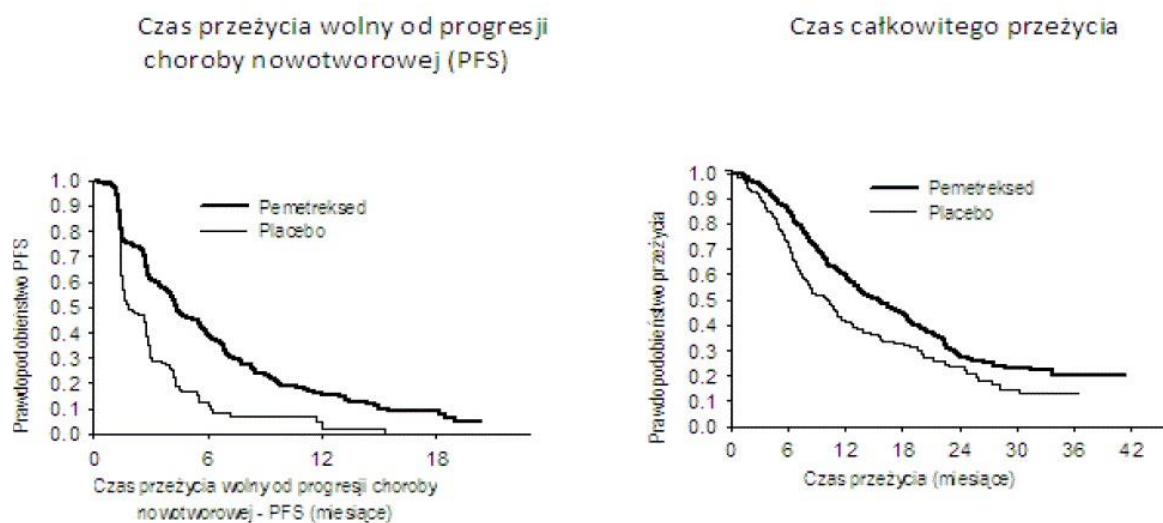 Czas przeżycia wolny od progresji
choroby nowotworowej (PFS)
Prawdopodobieństwo PFS
1.0
0.9
0.8
0.7
0.6
0.5
0.4
0.3
0.2
0.1
0.0
Pemetreksed
Placebo
0 6 12 18
Czas przeżycia wolny od progresji choroby
nowotworowej - PFS (miesiące)
Czas całkowitego przeżycia
Prawdopodobieństwo przeżycia
1.0
0.9
0.8
0.7
0.6
0.5
0.4
0.3
0.2
0.1
0.0
Pemetreksed
Placebo
0 6 12 18 24 30 36 42
Czas przeżycia (miesiące)